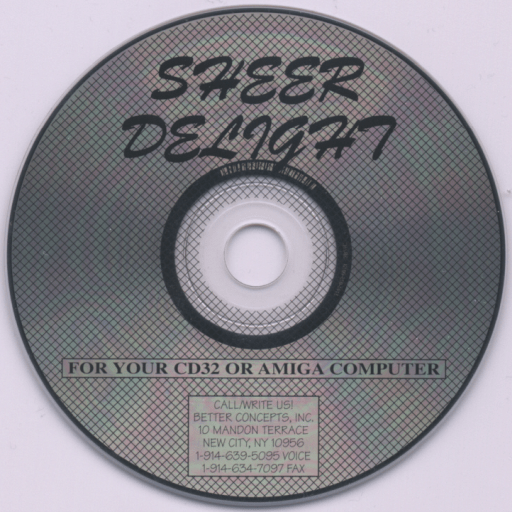 SHEER
DELIGHT
FOR YOUR CD32 OR AMIGA COMPUTER
CALL/WRITE US!
BETTER CONCEPTS, INC.
10 MANDON TERRACE
NEW CITY, NY 10956
1-914-639-5095 VOICE
1-914-634-7097 FAX